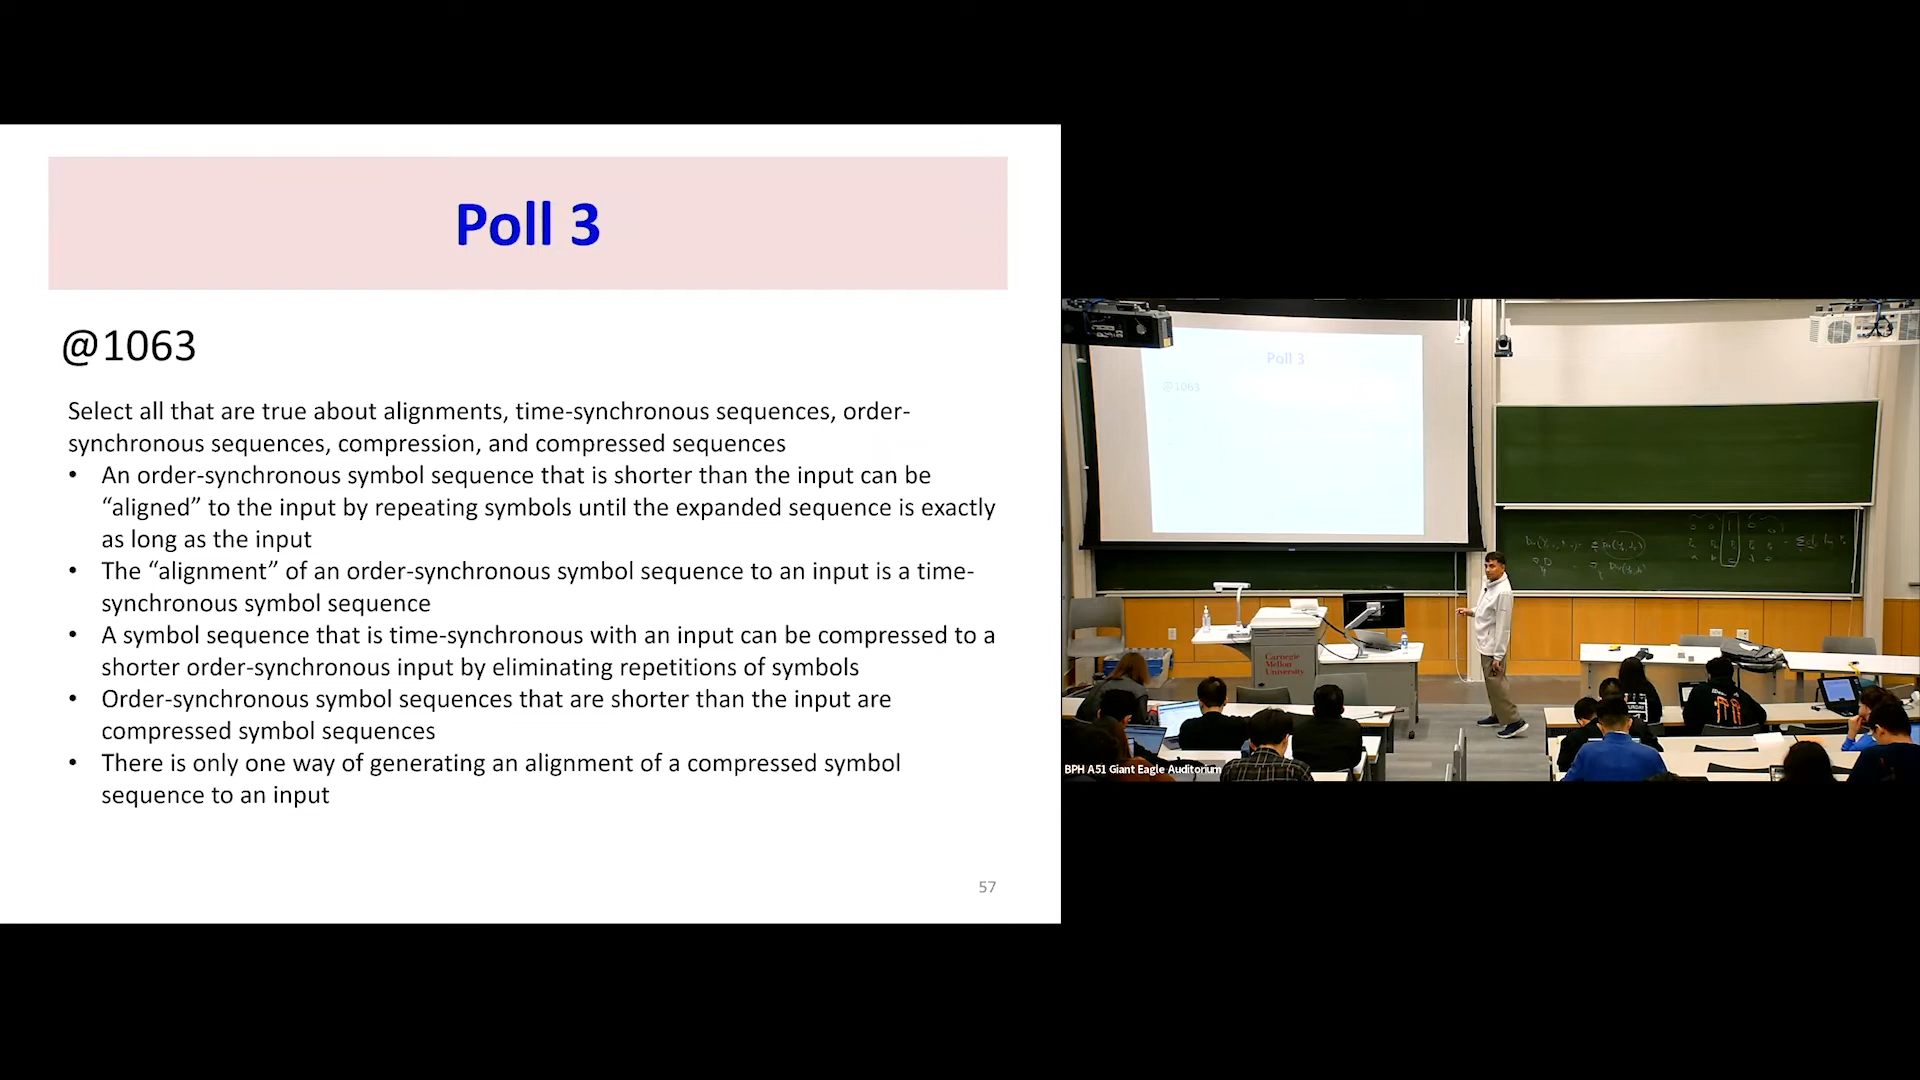 Poll 3
@1063
Select all that are true about alignments, time-synchronous sequences, order-
synchronous sequences, compression, and compressed sequences
• An order-synchronous symbol sequence that is shorter than the input can be
“aligned” to the input by repeating symbols until the expanded sequence is exactly
as long as the input
• The “alignment” of an order-synchronous symbol sequence to an input is a time-
synchronous symbol sequence
• A symbol sequence that is time-synchronous with an input can be compressed to a
shorter order-synchronous input by eliminating repetitions of symbols
• Order-synchronous symbol sequences that are shorter than the input are
compressed symbol sequences
• There is only one way of generating an alignment of a compressed symbol
sequence to an input
57
Poll 3
@1063
Carnegie
Mellon
University
BPH A51 Giant Eagle Auditorium